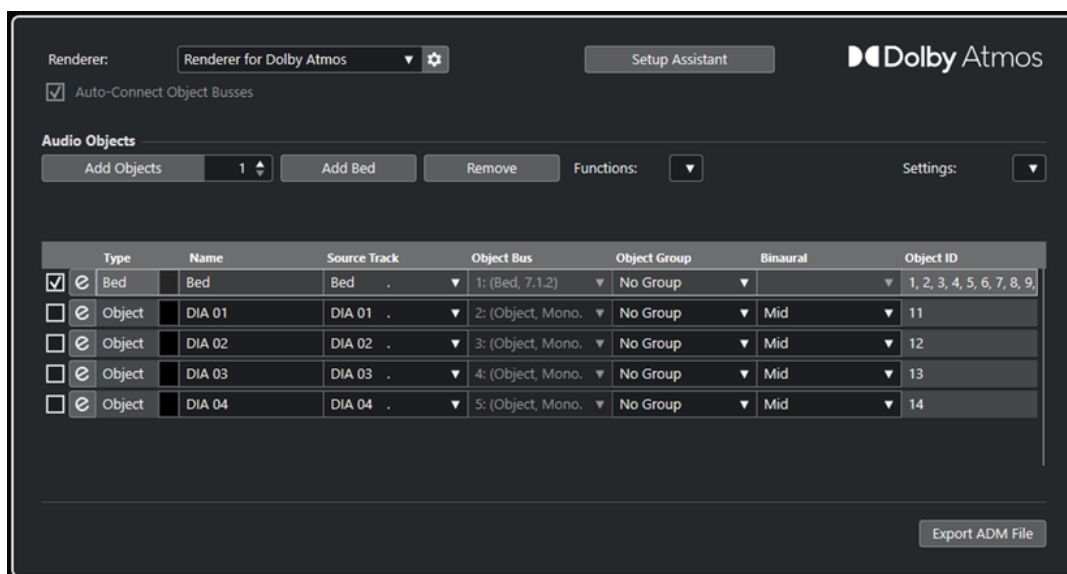 Renderer: Renderer for Dolby Atmos Setup Assistant Dolby Atmos
Auto-Connect Object Busses
Audio Objects
Add Objects 1 Add Bed Remove Functions: Settings:
Type Name Source Track Object Bus Object Group Binaural Object ID
e Bed Bed Bed . 1: (Bed, 7.1.2) No Group 1, 2, 3, 4, 5, 6, 7, 8, 9,
e Object DIA 01 DIA 01 . 2: (Object, Mono. No Group Mid 11
e Object DIA 02 DIA 02 . 3: (Object, Mono. No Group Mid 12
e Object DIA 03 DIA 03 . 4: (Object, Mono. No Group Mid 13
e Object DIA 04 DIA 04 . 5: (Object, Mono. No Group Mid 14
Export ADM File